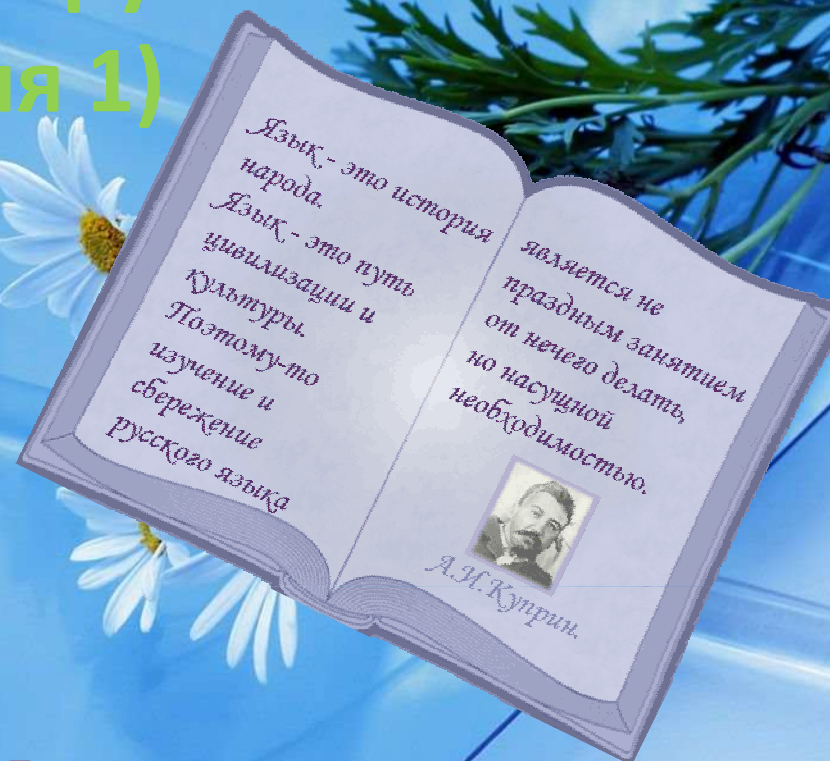 я 1)
Язык - это история
народа.
Язык - это путь
цивилизации и
культуры.
Поэтому-то
изучение и
сбережение
русского языка
является не
праздным занятием
от нечего делать,
но насущной
необходимостью.
А.И.Куприн.